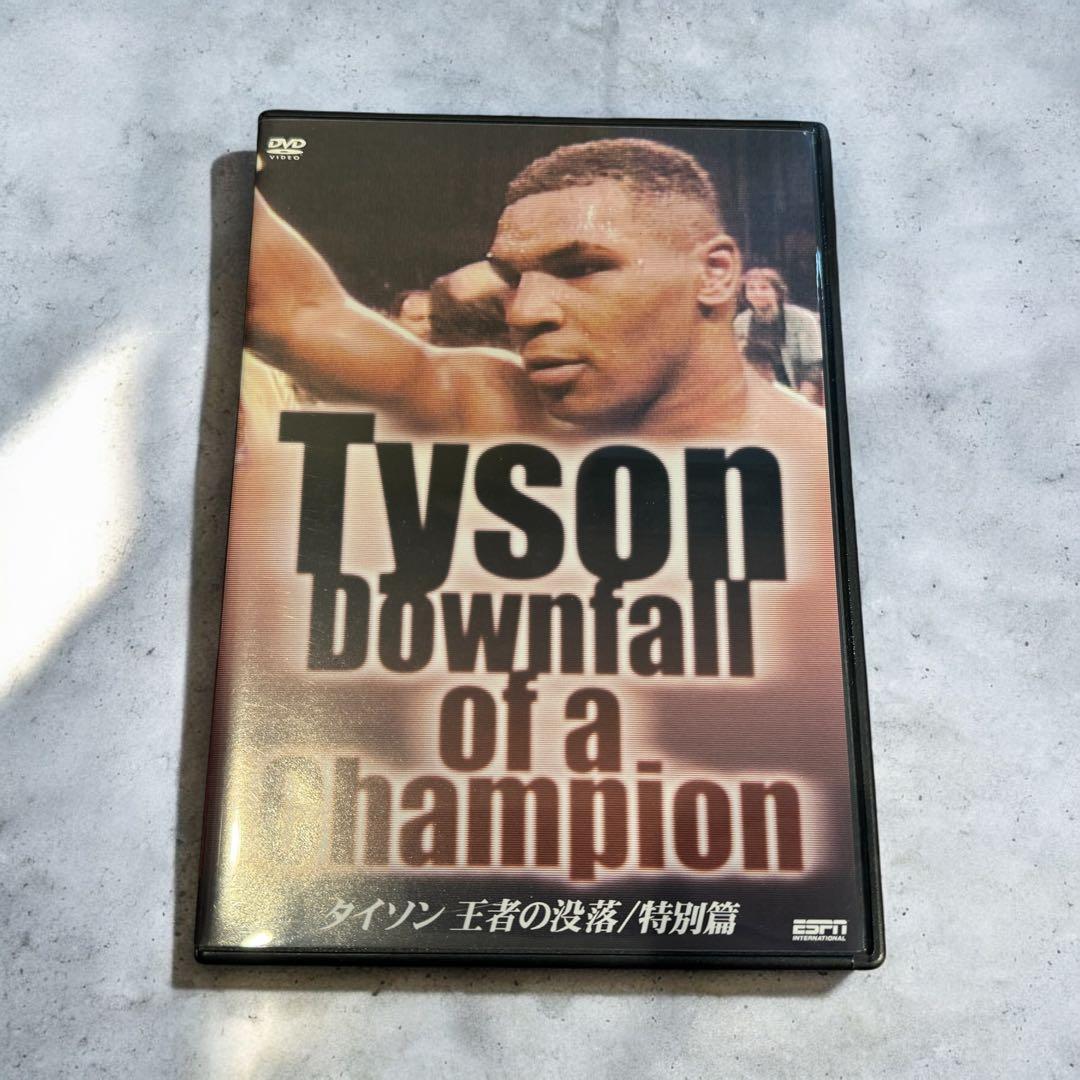 DVD
VIDEO
Tyson
Downfall
of a
Champion
タイソン 王者の没落/特別篇
ESPN
INTERNATIONAL